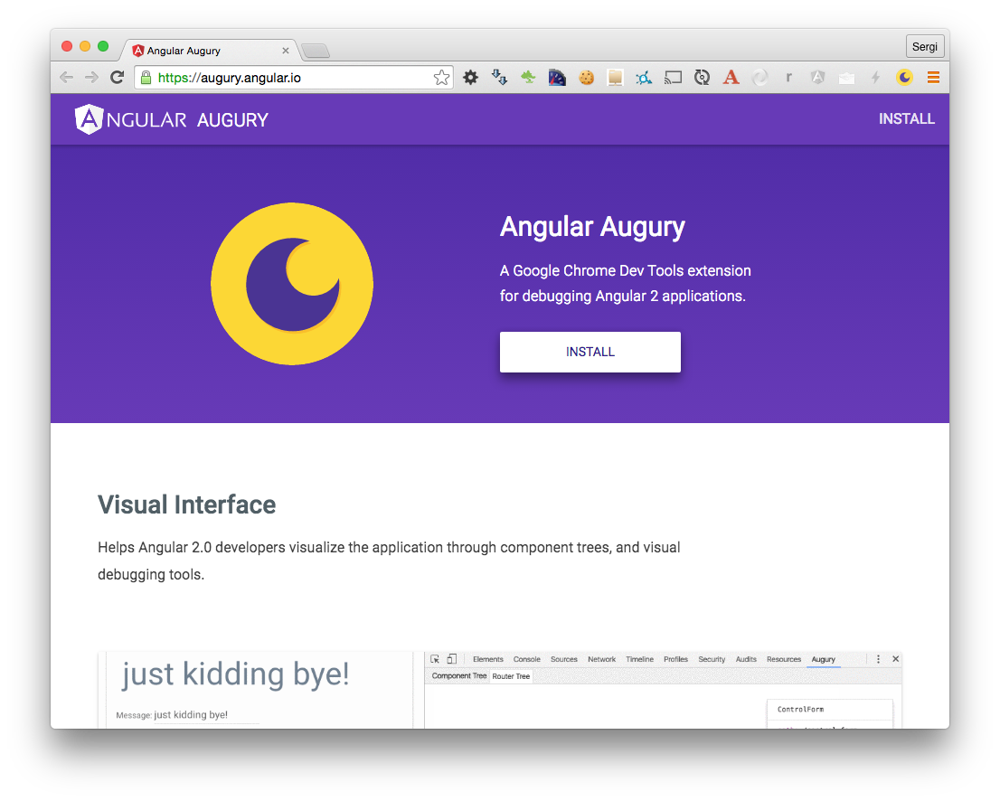 Angular Augury
Sergi
https://augury.angular.io
ANGULAR AUGURY
INSTALL
Angular Augury
A Google Chrome Dev Tools extension
for debugging Angular 2 applications.
INSTALL
Visual Interface
Helps Angular 2.0 developers visualize the application through component trees, and visual
debugging tools.
just kidding bye!
Message: just kidding bye!
Elements Console Sources Network Timeline Profiles Security Audits Resources Augury
Component Tree Router Tree
ControlForm